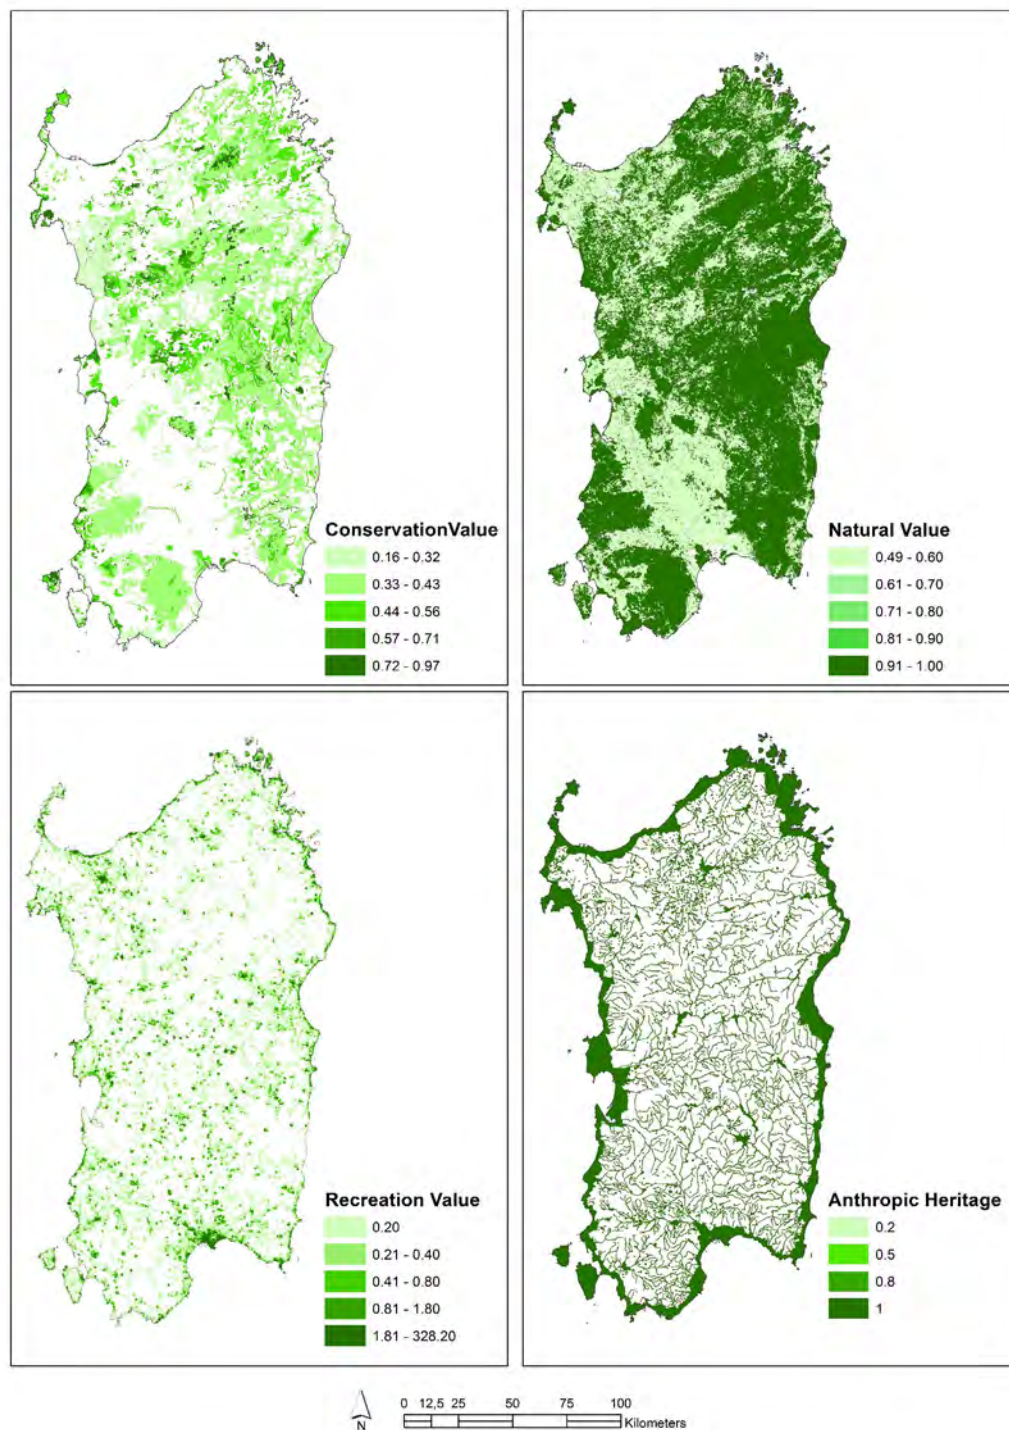 ConservationValue
0.16 - 0.32
0.33 - 0.43
0.44 - 0.56
0.57 - 0.71
0.72 - 0.97
Natural Value
0.49 - 0.60
0.61 - 0.70
0.71 - 0.80
0.81 - 0.90
0.91 - 1.00
Recreation Value
0.20
0.21 - 0.40
0.41 - 0.80
0.81 - 1.80
1.81 - 328.20
Anthropic Heritage
0.2
0.5
0.8
1
N
0 12,5 25 50 75 100
Kilometers